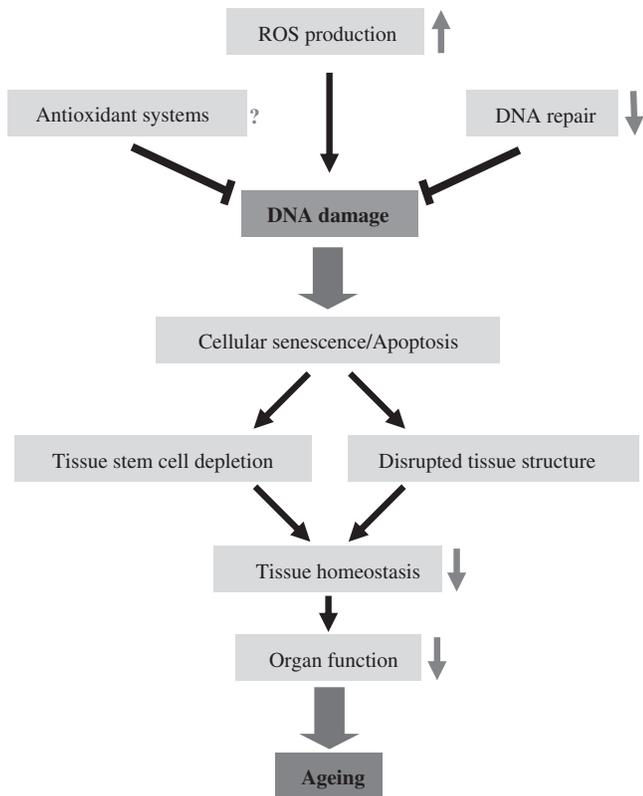 ROS production
Antioxidant systems ?
DNA repair
DNA damage
Cellular senescence/Apoptosis
Tissue stem cell depletion
Disrupted tissue structure
Tissue homeostasis
Organ function
Ageing